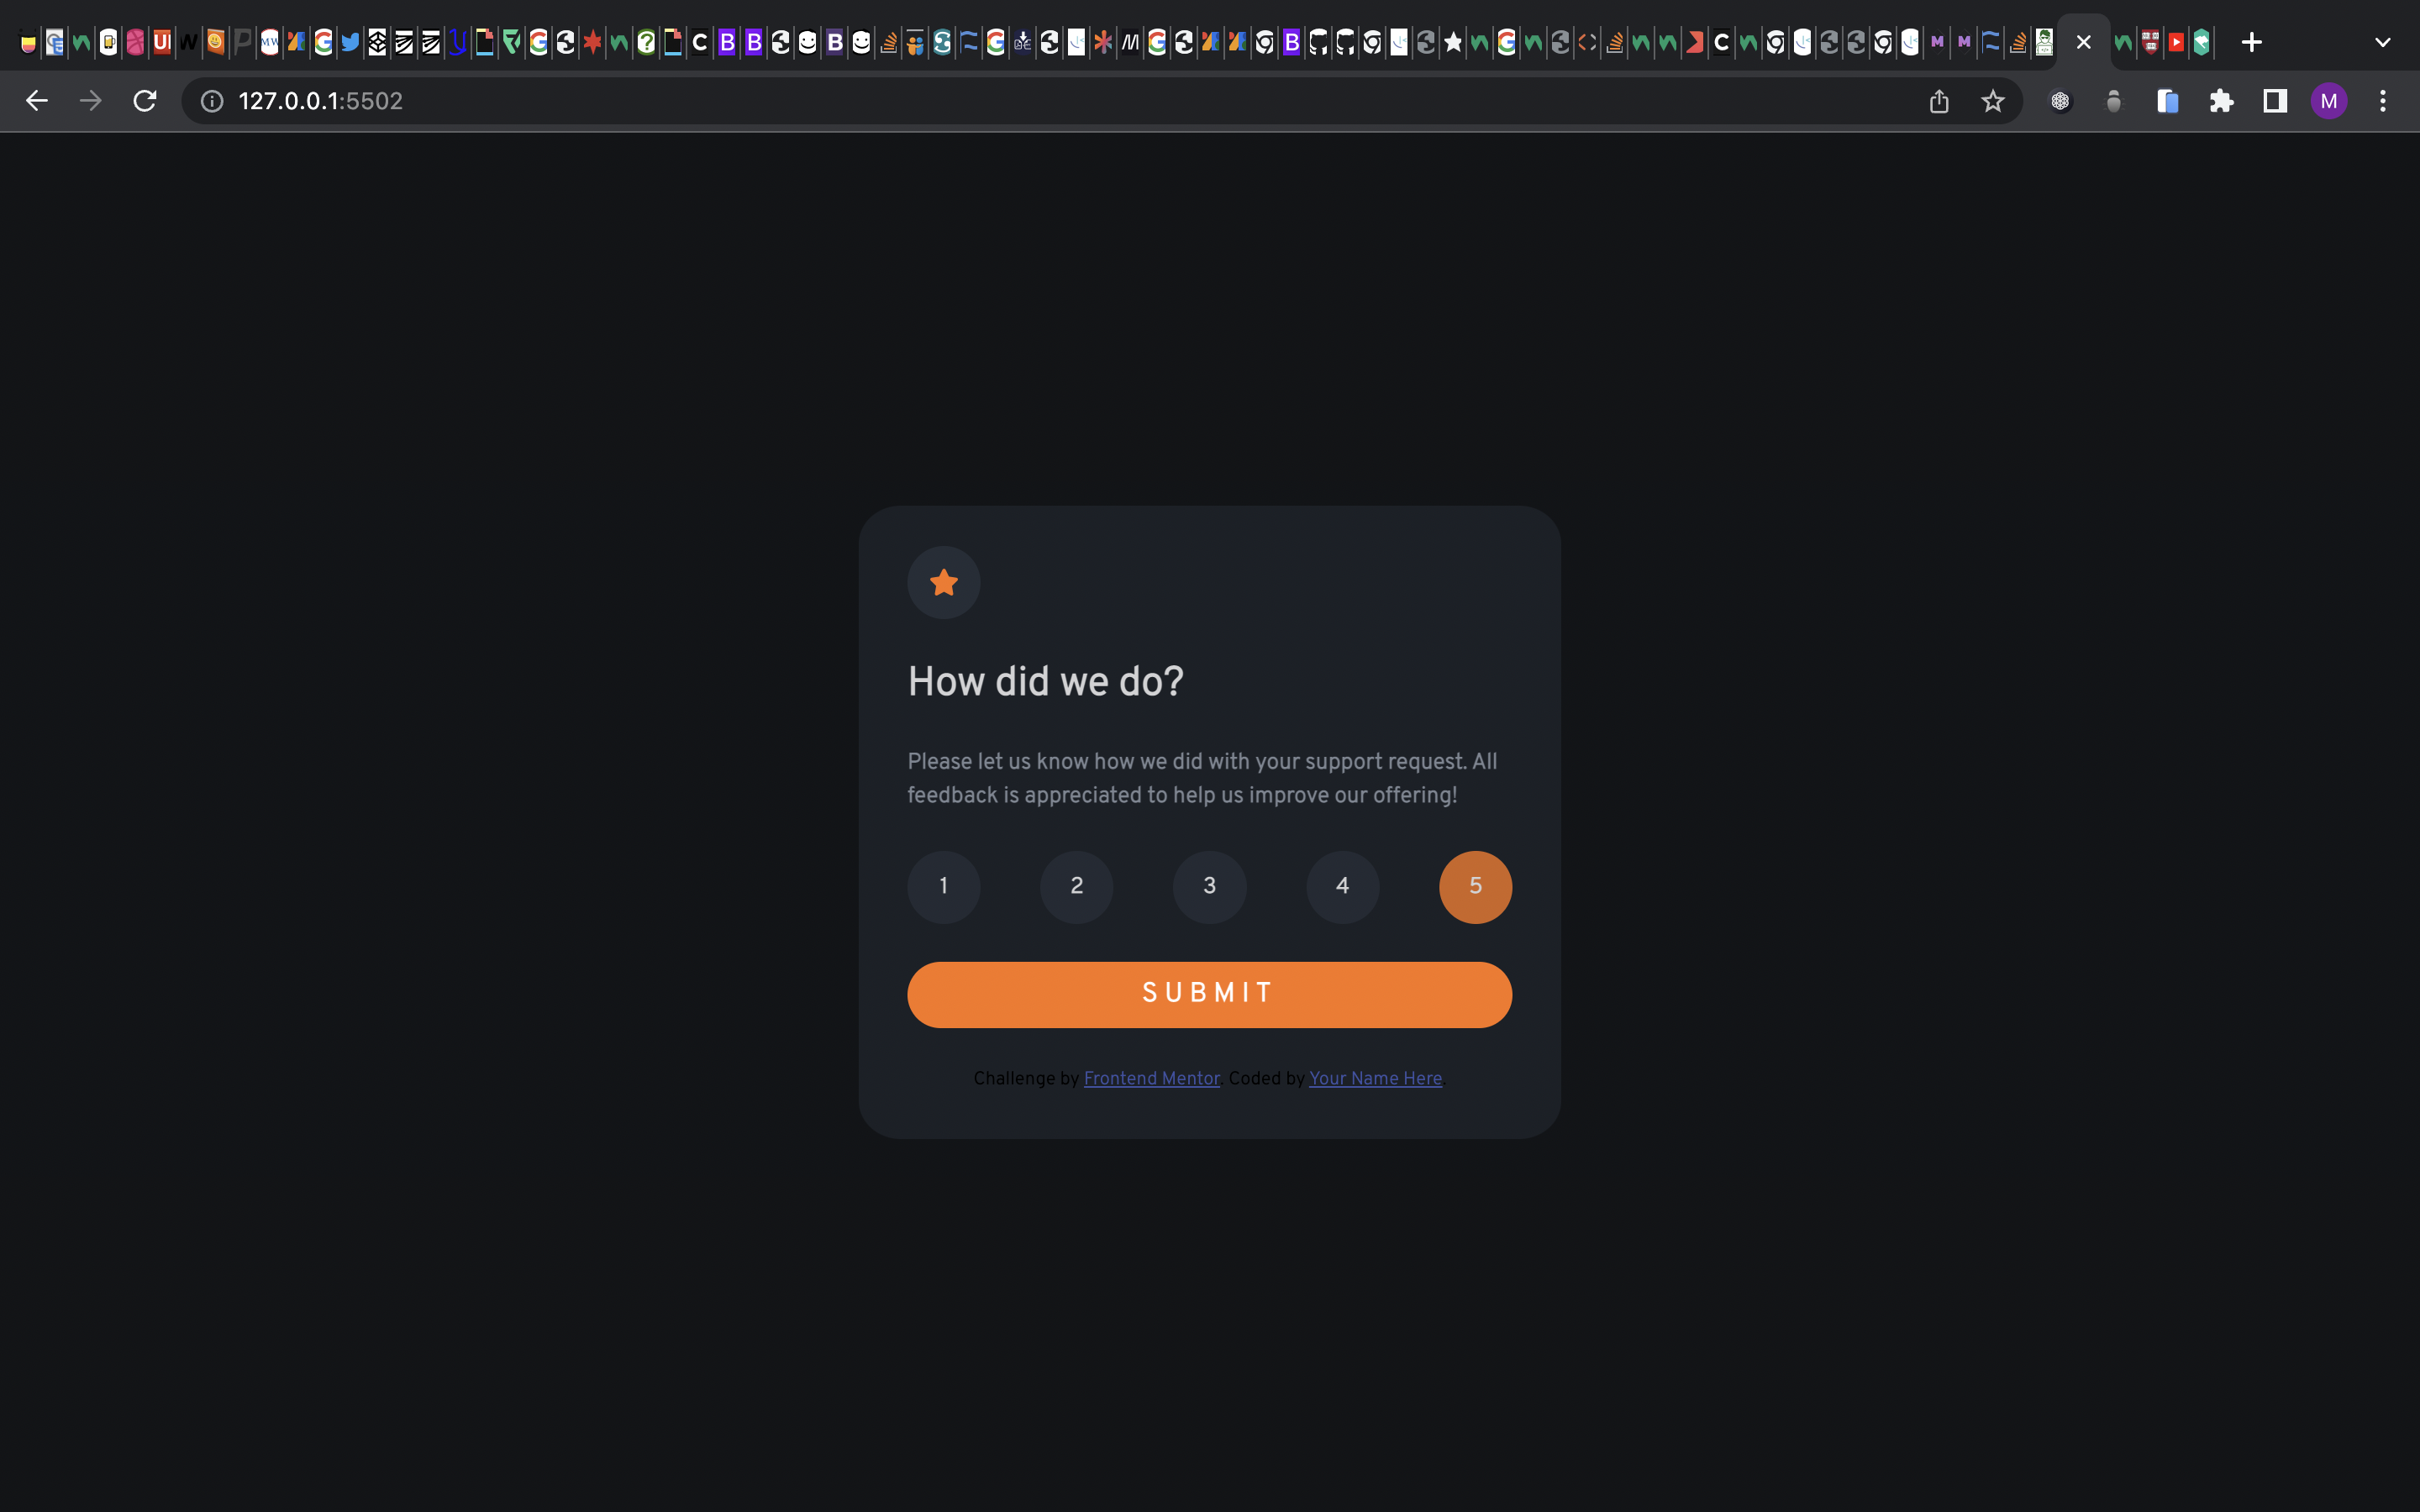 127.0.0.1:5502
M
How did we do?
Please let us know how we did with your support request. All
feedback is appreciated to help us improve our offering!
1 2 3 4 5
SUBMIT
Challenge by Frontend Mentor. Coded by Your Name Here.